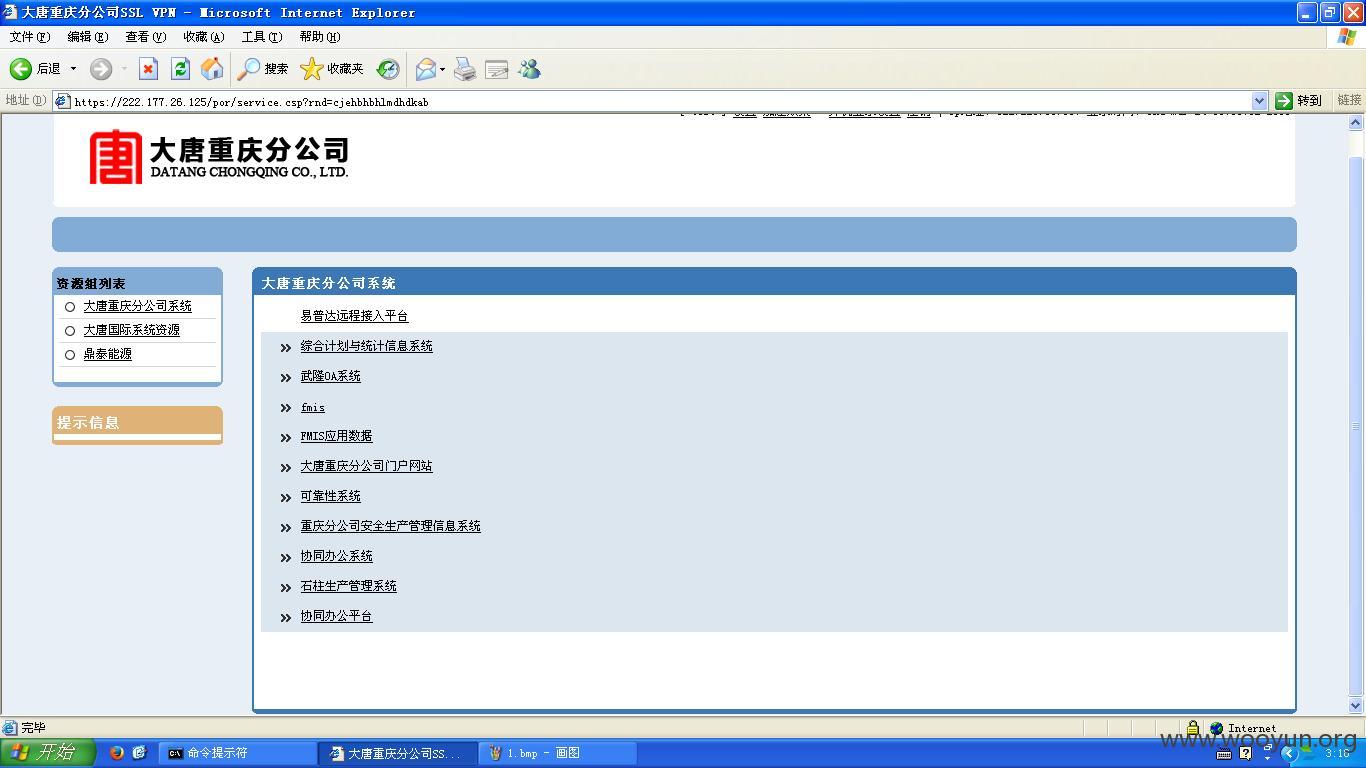 大唐重庆分公司SSL VPN - Microsoft Internet Explorer
文件(F) 编辑(E) 查看(V) 收藏(A) 工具(T) 帮助(H)
后退 搜索 收藏夹
地址(D) https://222.177.26.125/por/service.csp?rnd=cjehbhbhlmdhdkab 转到 链接
大唐重庆分公司
DATANG CHONGQING CO., LTD.
资源组列表
大唐重庆分公司系统
大唐国际系统资源
鼎泰能源
提示信息
大唐重庆分公司系统
易普达远程接入平台
综合计划与统计信息系统
武隆OA系统
fmis
FMIS应用数据
大唐重庆分公司门户网站
可靠性系统
重庆分公司安全生产管理信息系统
协同办公系统
石柱生产管理系统
协同办公平台
完毕 Internet
www.wooyun.org
开始 命令提示符 大唐重庆分公司SS... 1.bmp - 画图 3:16